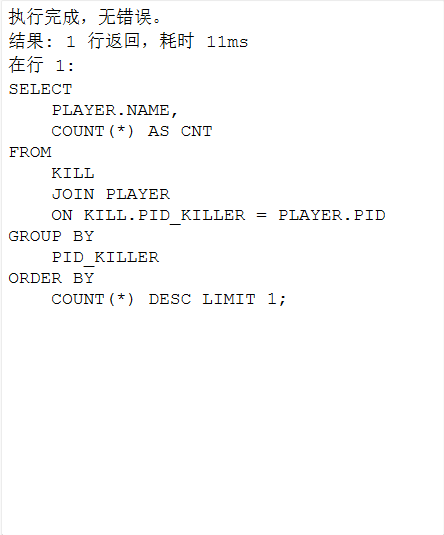 执行完成，无错误。
结果: 1 行返回，耗时 11ms
在行 1:
SELECT
    PLAYER.NAME,
    COUNT(*) AS CNT
FROM
    KILL
    JOIN PLAYER
    ON KILL.PID_KILLER = PLAYER.PID
GROUP BY
    PID_KILLER
ORDER BY
    COUNT(*) DESC LIMIT 1;